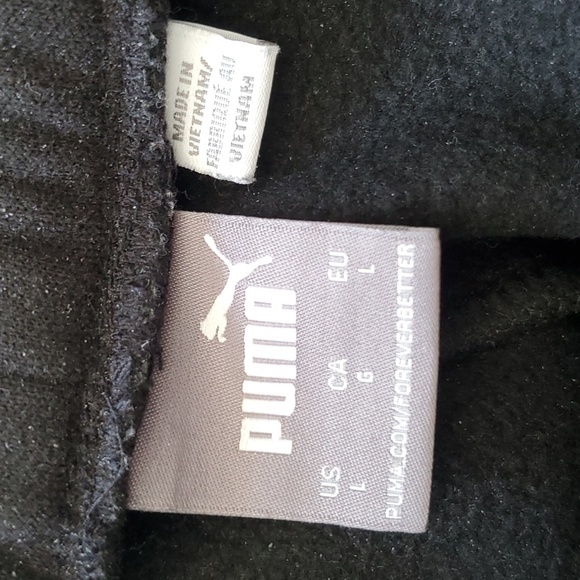 MADE IN
VIETNAM/
FABRIQUÉ AU
VIETNAM
PUMA
US CA EU
L G L
PUMA.COM/FOREVERBETTER